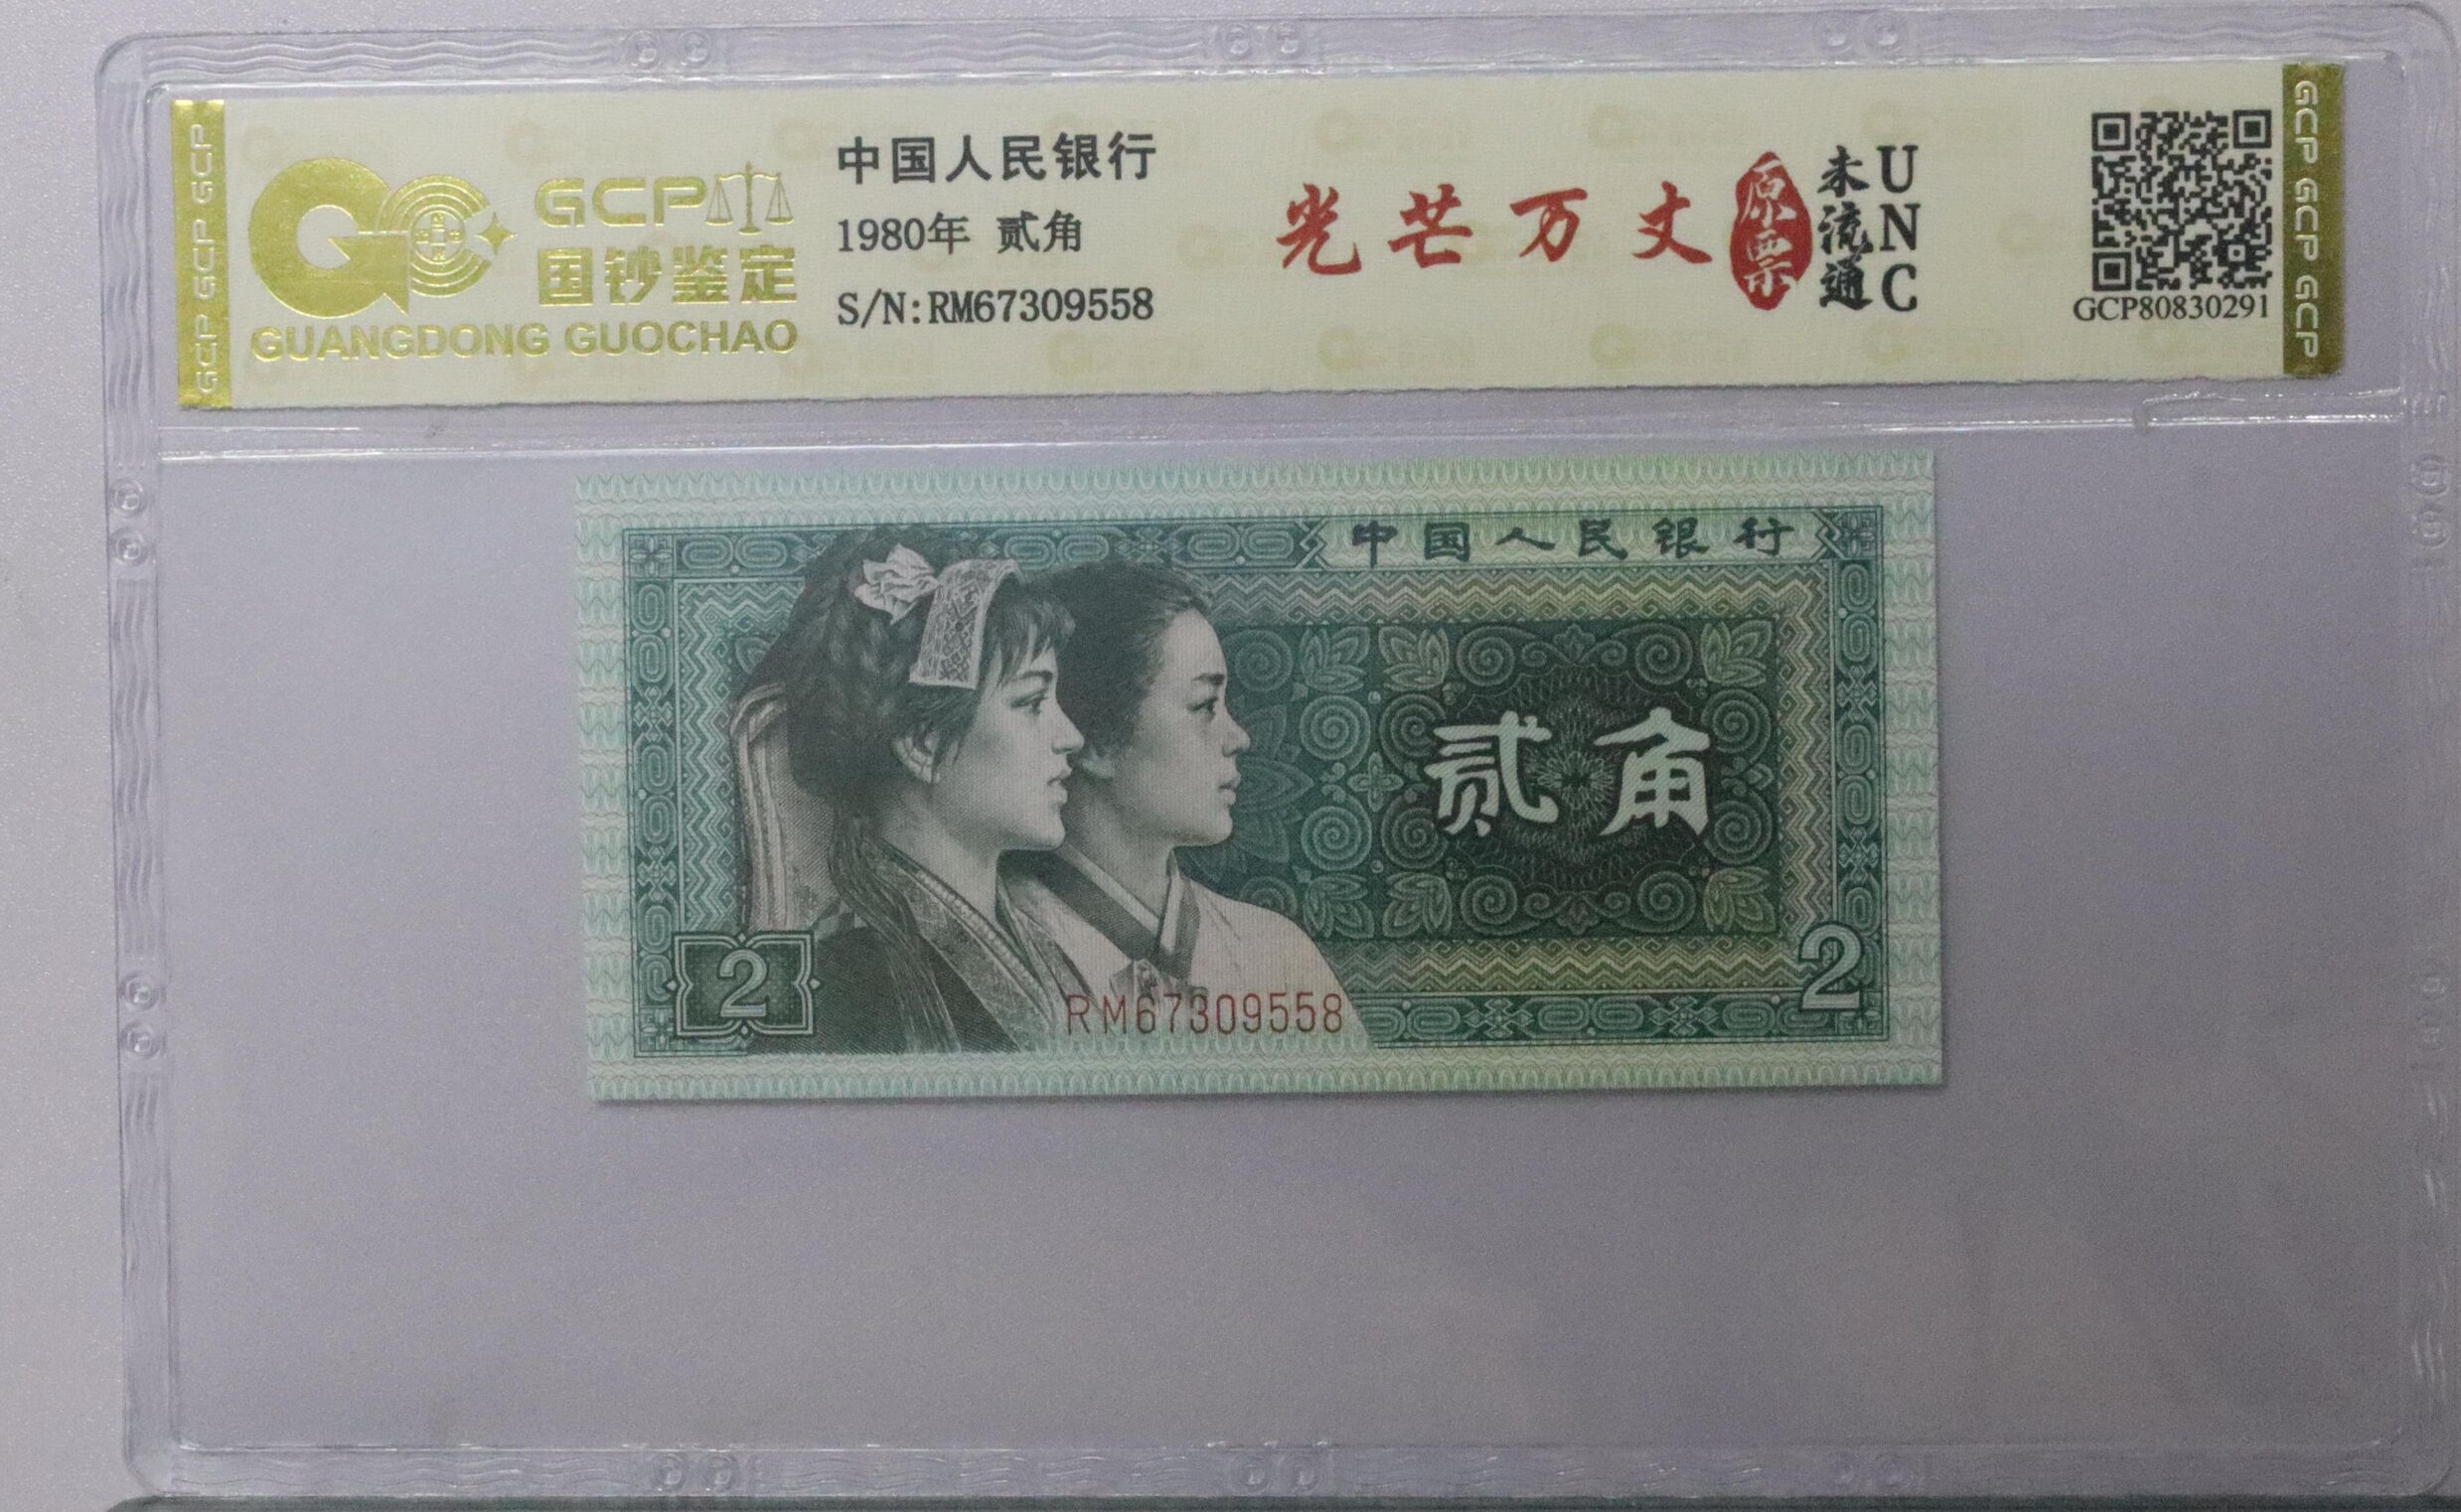 GCP GCP GCP
GCP
国钞鉴定
GUANGDONG GUOCHAO
中国人民银行
1980年 贰角
S/N:RM67309558
光芒万丈
原票
未流通
UNC
GCP80830291
GCP GCP GCP
中国人民银行
贰角
2
2
RM67309558